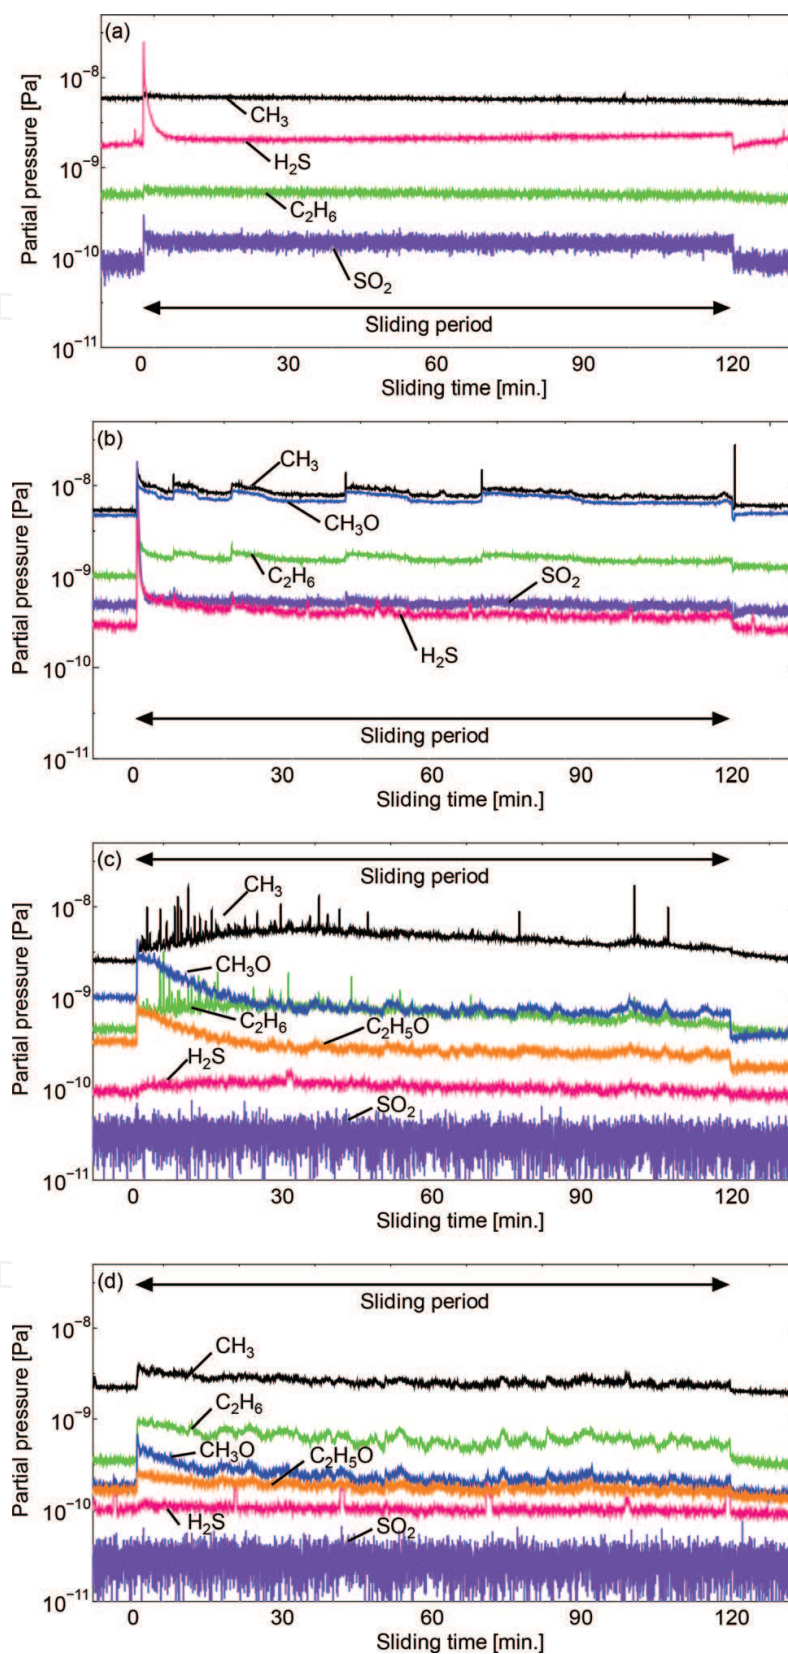 (a)
Partial pressure [Pa]
10⁻⁸
10⁻⁹
10⁻¹⁰
10⁻¹¹
CH₃
H₂S
C₂H₆
SO₂
Sliding period
0 30 60 90 120
Sliding time [min.]
(b)
Partial pressure [Pa]
10⁻⁸
10⁻⁹
10⁻¹⁰
10⁻¹¹
CH₃
CH₃O
C₂H₆
SO₂
H₂S
Sliding period
0 30 60 90 120
Sliding time [min.]
(c)
Sliding period
Partial pressure [Pa]
10⁻⁸
10⁻⁹
10⁻¹⁰
10⁻¹¹
CH₃
CH₃O
C₂H₆
C₂H₅O
H₂S
SO₂
0 30 60 90 120
Sliding time [min.]
(d)
Sliding period
Partial pressure [Pa]
10⁻⁸
10⁻⁹
10⁻¹⁰
10⁻¹¹
CH₃
C₂H₆
CH₃O
C₂H₅O
H₂S
SO₂
0 30 60 90 120
Sliding time [min.]